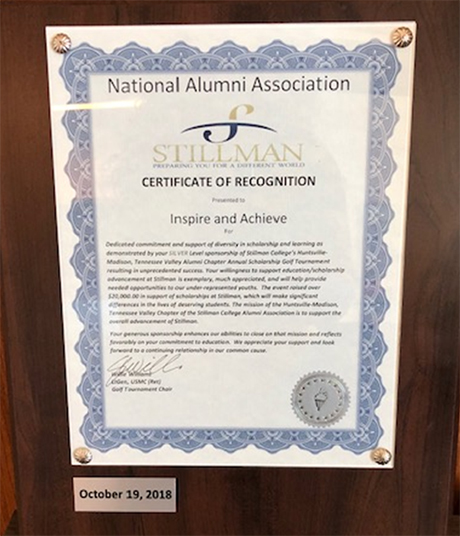 National Alumni Association
STILLMAN
PREPARING YOU FOR A DIFFERENT WORLD
CERTIFICATE OF RECOGNITION
Presented to
Inspire and Achieve
For
Dedicated commitment and support of diversity in scholarship and learning as
demonstrated by your SILVER Level sponsorship of Stillman College's Huntsville-
Madison, Tennessee Valley Alumni Chapter Annual Scholarship Golf Tournament
resulting in unprecedented success. Your willingness to support education/scholarship
advancement at Stillman is exemplary, much appreciated, and will help provide
needed opportunities to our under represented youths. The event raised over
$20,000.00 in support of scholarships at Stillman, which will make significant
differences in the lives of deserving students. The mission of the Huntsville-Madison,
Tennessee Valley Chapter of the Stillman College Alumni Association is to support the
overall advancement of Stillman.
Your generous sponsorship enhances our abilities to close on that mission and reflects
favorably on your commitment to education. We appreciate your support and look
forward to a continuing relationship in our common cause.
Willie Williams
LtGen, USMC (Ret)
Golf Tournament Chair
October 19, 2018